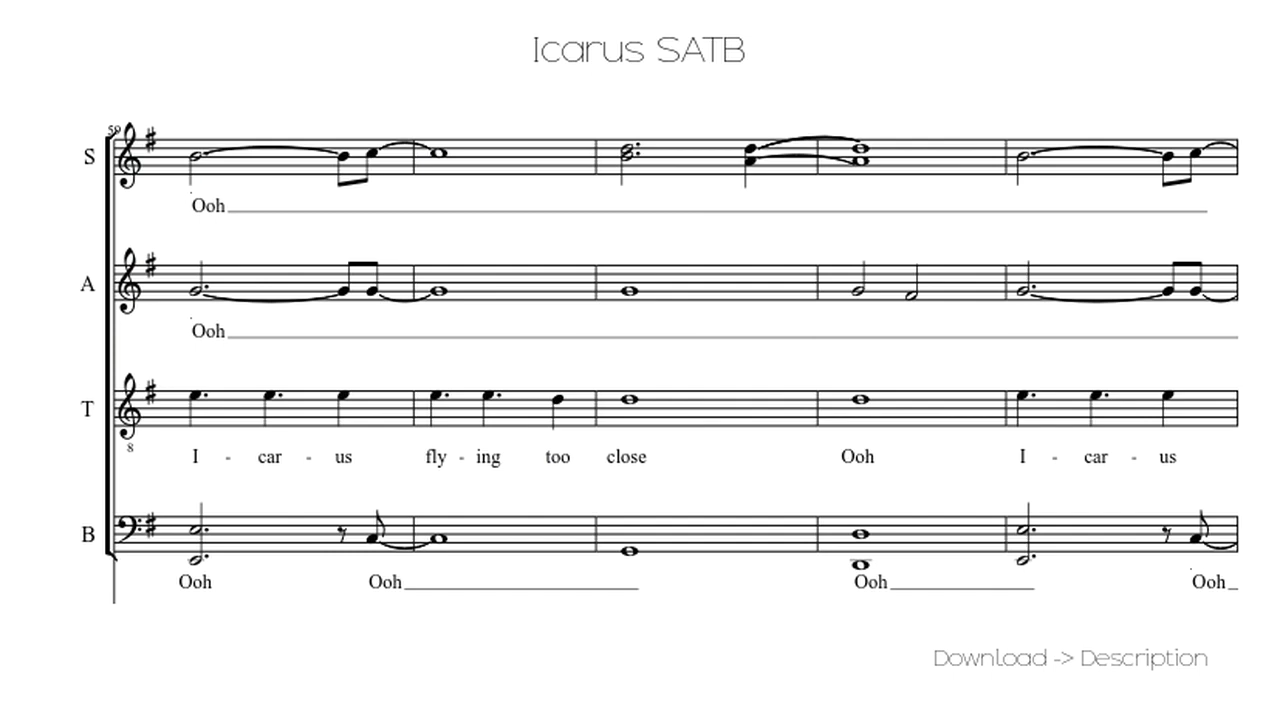 Icarus SATB
59
S
Ooh
A
Ooh
T
8
I - car - us fly - ing too close Ooh I - car - us
B
Ooh Ooh Ooh Ooh
Download -> Description